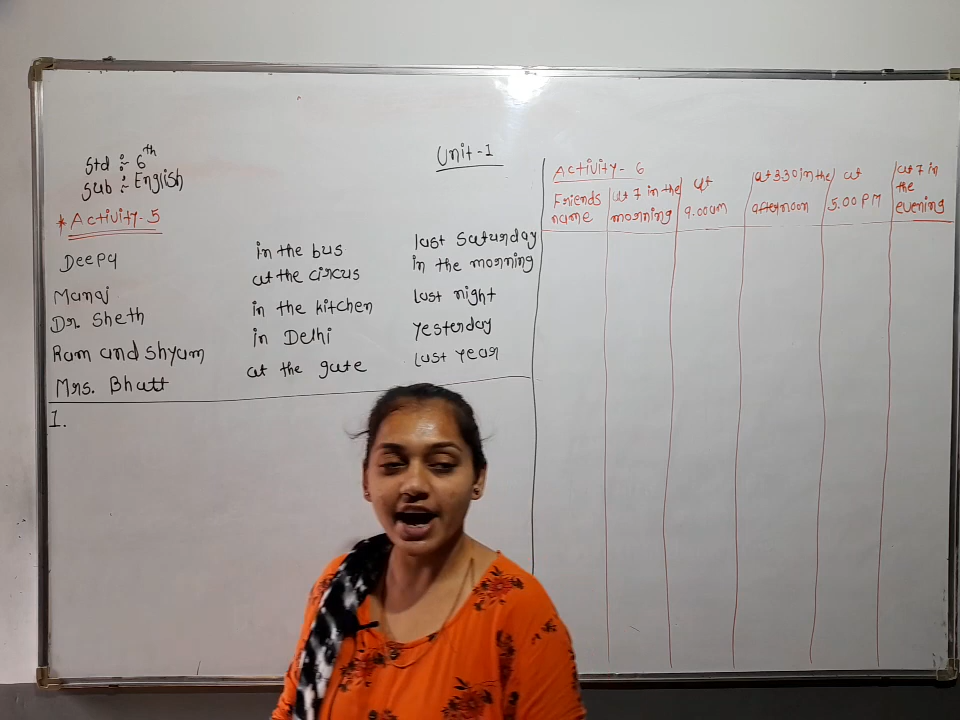 Std :- 6th
Sub :- English
Unit-1
* Activity-5
Deepa in the bus last saturday
Manoj at the circus in the morning
Dr. Sheth in the kitchen last night
Ram and shyam in Delhi yesterday
Mrs. Bhatt at the gate last year
1.
Activity- 6
Friends name
at 7 in the morning
at 9.00am
at 3.30 in the afternoon
at 5.00 PM
at 7 in the evening